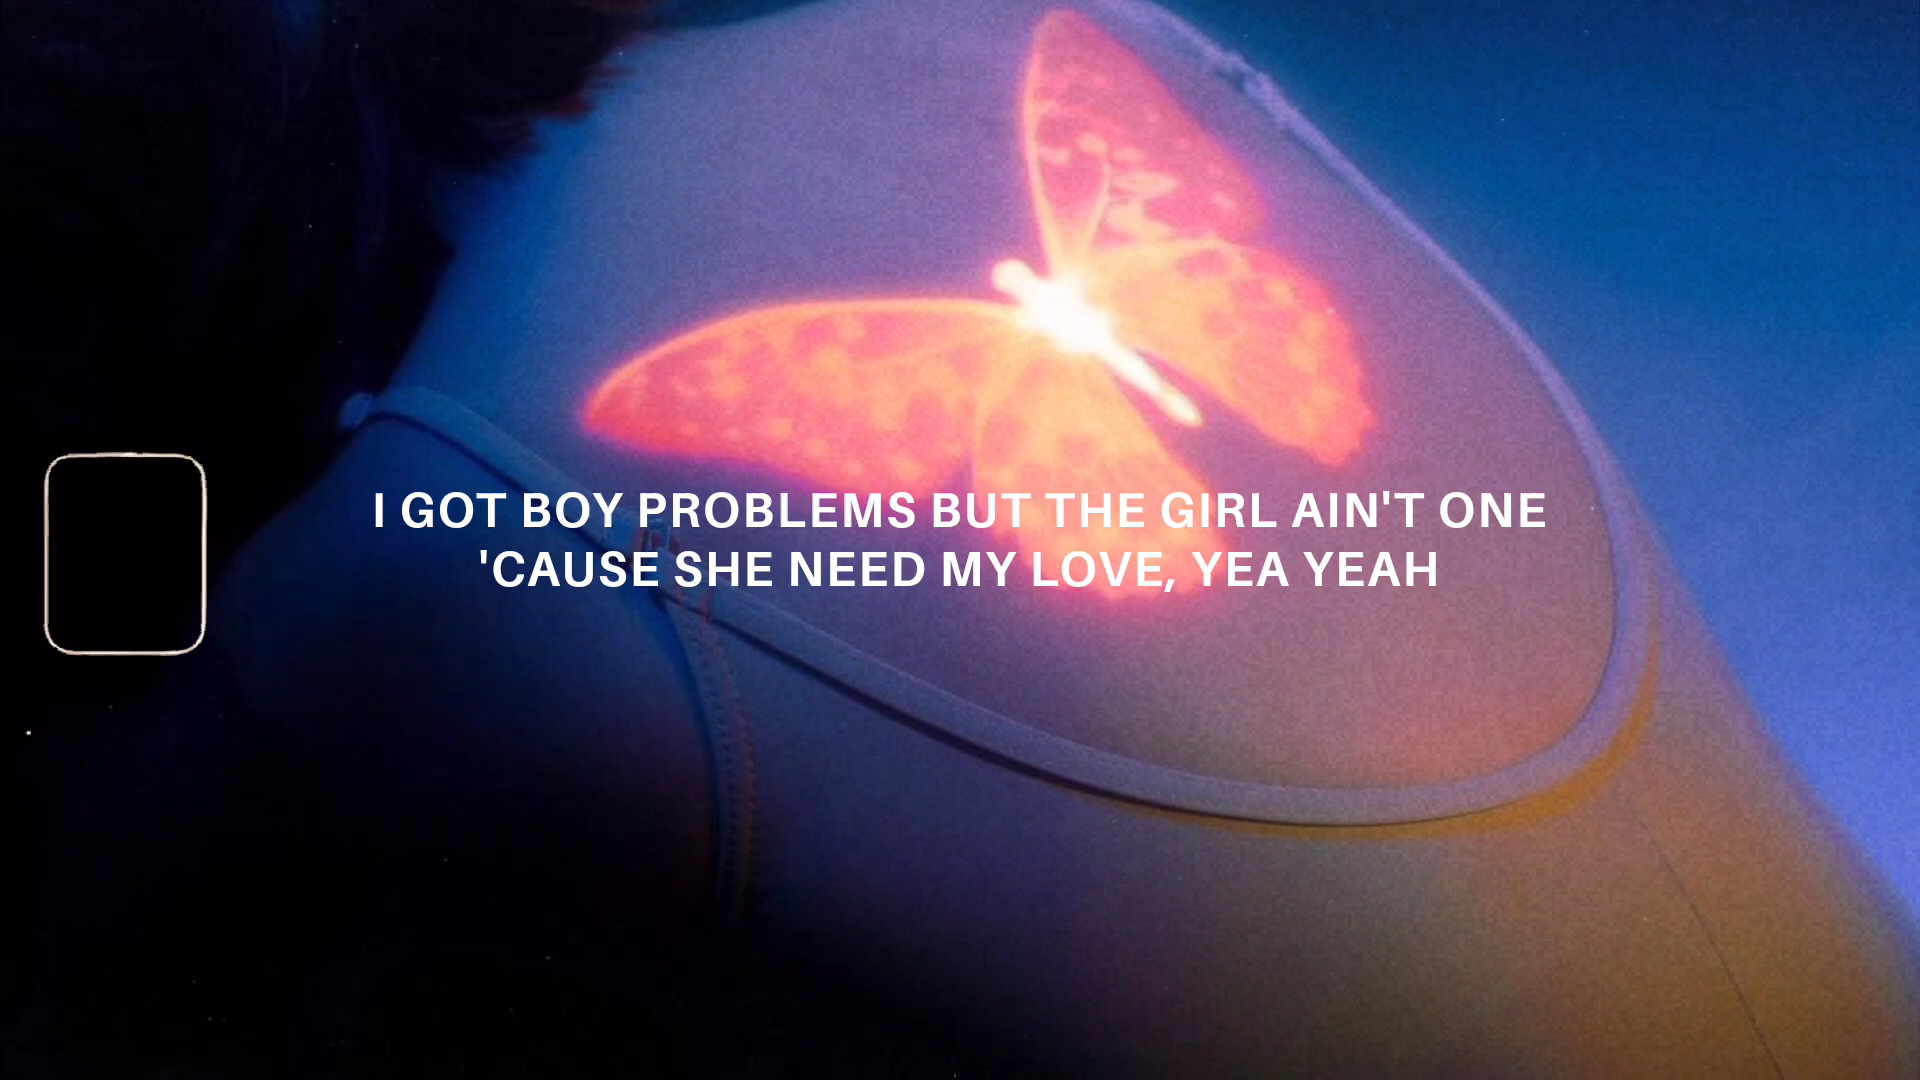 I GOT BOY PROBLEMS BUT THE GIRL AIN'T ONE
'CAUSE SHE NEED MY LOVE, YEA YEAH